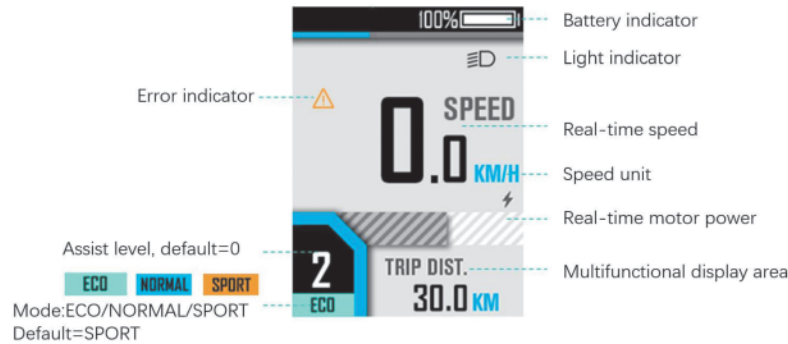 100%
Battery indicator
Light indicator
Error indicator
SPEED
0.0
KM/H
Real-time speed
Speed unit
Real-time motor power
Assist level, default=0
ECO NORMAL SPORT
Mode:ECO/NORMAL/SPORT
Default=SPORT
2
ECO
TRIP DIST.
30.0 KM
Multifunctional display area